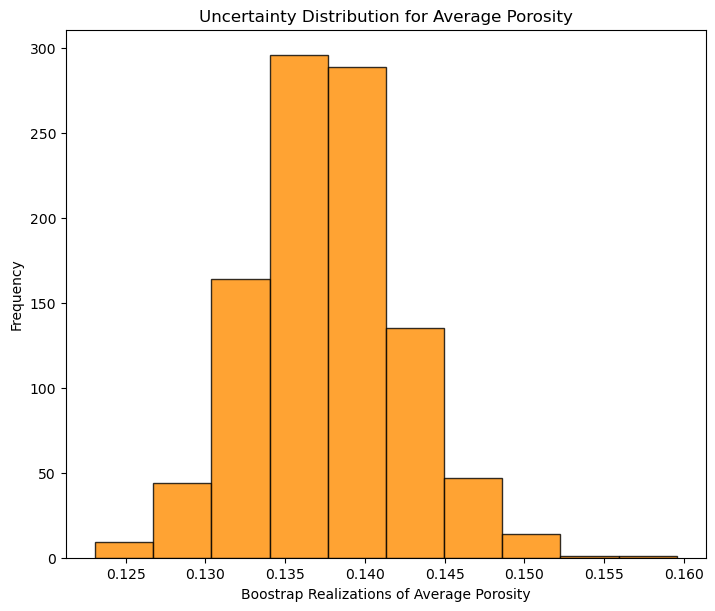 Uncertainty Distribution for Average Porosity
300
250
200
150
100
50
0
Frequency
0.125 0.130 0.135 0.140 0.145 0.150 0.155 0.160
Boostrap Realizations of Average Porosity